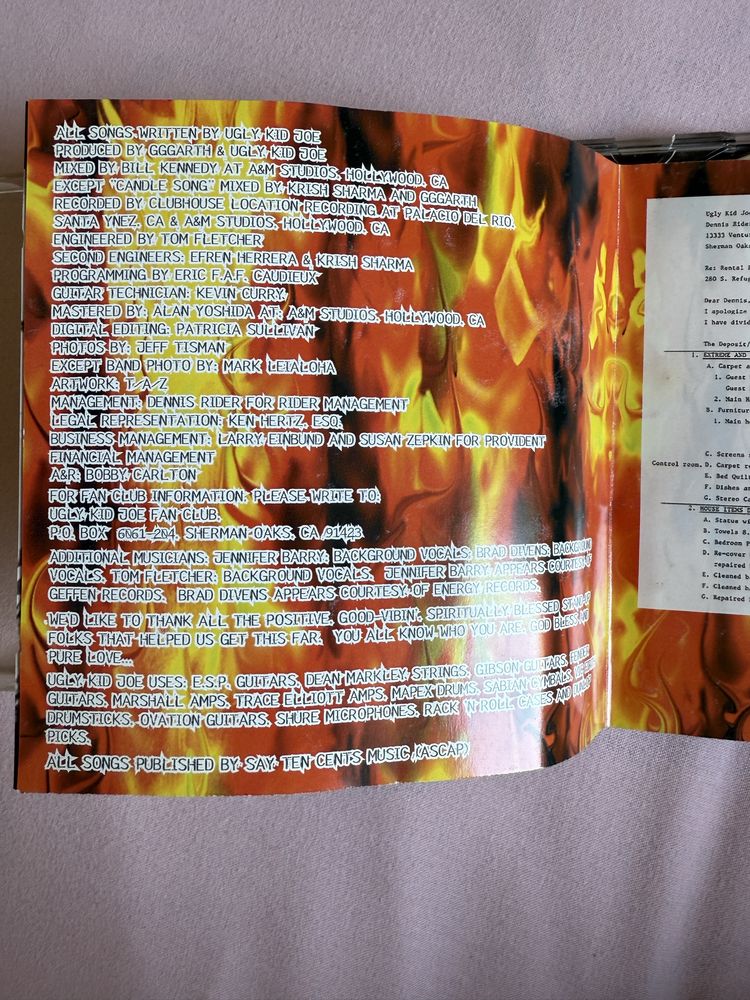 ALL SONGS WRITTEN BY UGLY KID JOE
PRODUCED BY GGGARTH & UGLY KID JOE
MIXED BY BILL KENNEDY AT A&M STUDIOS, HOLLYWOOD, CA
EXCEPT "CANDLE SONG" MIXED BY KRISH SHARMA AND GGGARTH
RECORDED BY CLUBHOUSE LOCATION RECORDING AT PALACIO DEL RIO,
SANTA YNEZ, CA & A&M STUDIOS, HOLLYWOOD, CA
ENGINEERED BY TOM FLETCHER
SECOND ENGINEERS: EFREN HERRERA & KRISH SHARMA
PROGRAMMING BY ERIC F.A.F. CAUDIEUX
GUITAR TECHNICIAN: KEVIN CURRY
MASTERED BY: ALAN YOSHIDA AT: A&M STUDIOS, HOLLYWOOD, CA
DIGITAL EDITING: PATRICIA SULLIVAN
PHOTOS BY: JEFF TISMAN
EXCEPT BAND PHOTO BY: MARK LEIALOHA
ARTWORK: T/A/Z
MANAGEMENT: DENNIS RIDER FOR RIDER MANAGEMENT
LEGAL REPRESENTATION: KEN HERTZ, ESQ.
BUSINESS MANAGEMENT: LARRY EINBUND AND SUSAN ZEPKIN FOR PROVIDENT
FINANCIAL MANAGEMENT
A&R: BOBBY CARLTON
FOR FAN CLUB INFORMATION, PLEASE WRITE TO:
UGLY KID JOE FAN CLUB,
P.O. BOX 6061-204, SHERMAN OAKS, CA 91423
ADDITIONAL MUSICIANS: JENNIFER BARRY: BACKGROUND VOCALS; BRAD DIVENS, BACKGROUND
VOCALS, TOM FLETCHER: BACKGROUND VOCALS. JENNIFER BARRY APPEARS COURTESY OF
GEFFEN RECORDS. BRAD DIVENS APPEARS COURTESY OF ENERGY RECORDS.
WE'D LIKE TO THANK ALL THE POSITIVE, GOOD-VIBIN', SPIRITUALLY BLESSED STAND-UP
FOLKS THAT HELPED US GET THIS FAR. YOU ALL KNOW WHO YOU ARE. GOD BLESS AND
PURE LOVE...
UGLY KID JOE USES: E.S.P. GUITARS, DEAN MARKLEY STRINGS, GIBSON GUITARS, FENDER
GUITARS, MARSHALL AMPS, TRACE ELLIOTT AMPS, MAPEX DRUMS, SABIAN CYMBALS,
DRUMSTICKS, OVATION GUITARS, SHURE MICROPHONES, RACK 'N ROLL CASES AND DUNLOP
PICKS.
ALL SONGS PUBLISHED BY SAY TEN CENTS MUSIC (ASCAP)
Ugly Kid Jo
Dennis Rider
13333 Ventu
Sherman Oaks
Re: Rental
280 S. Refug
Dear Dennis,
I apologize
I have divid
The Deposit/
1. EXTREME AND
A. Carpet a
1. Guest
Guest
2. Main
B. Furnitur
1. Main h
C. Screens
Control room. D. Carpet r
E. Bed Quilt
F. Dishes a
G. Stereo Ca
2. HOUSE ITEMS
A. Status
B. Towels
C. Bedroom
D. Re-cover
repaired
E. Cleaned
F. Cleaned
G. Repaired